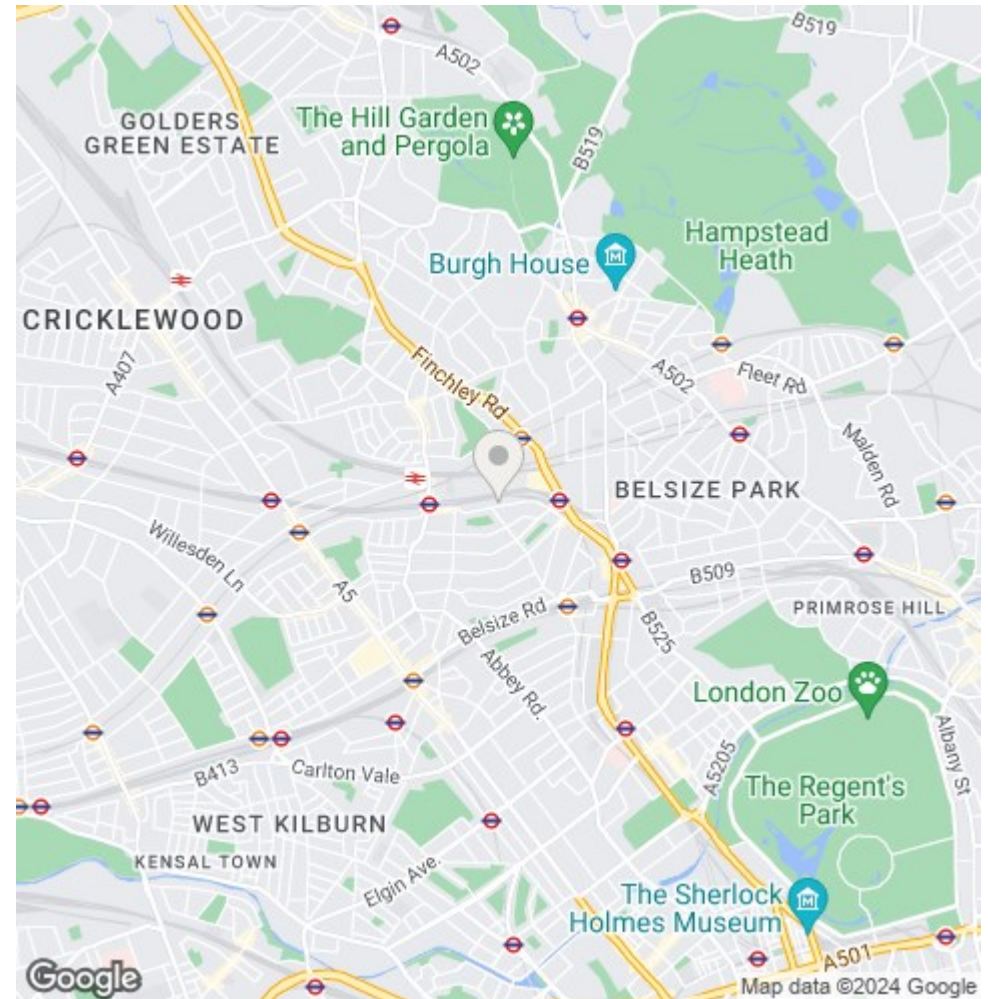 B519
A502
GOLDERS
GREEN ESTATE
The Hill Garden
and Pergola
B519
Hampstead
Heath
Burgh House
CRICKLEWOOD
A407
Finchley Rd
A502
Fleet Rd
Malden Rd
BELSIZE PARK
Willesden Ln
A5
B509
PRIMROSE HILL
Belsize Rd
B525
Abbey Rd.
London Zoo
Albany St
A5205
B413
Carlton Vale
The Regent's
Park
WEST KILBURN
KENSAL TOWN
Elgin Ave.
The Sherlock
Holmes Museum
A501
Google
Map data ©2024 Google